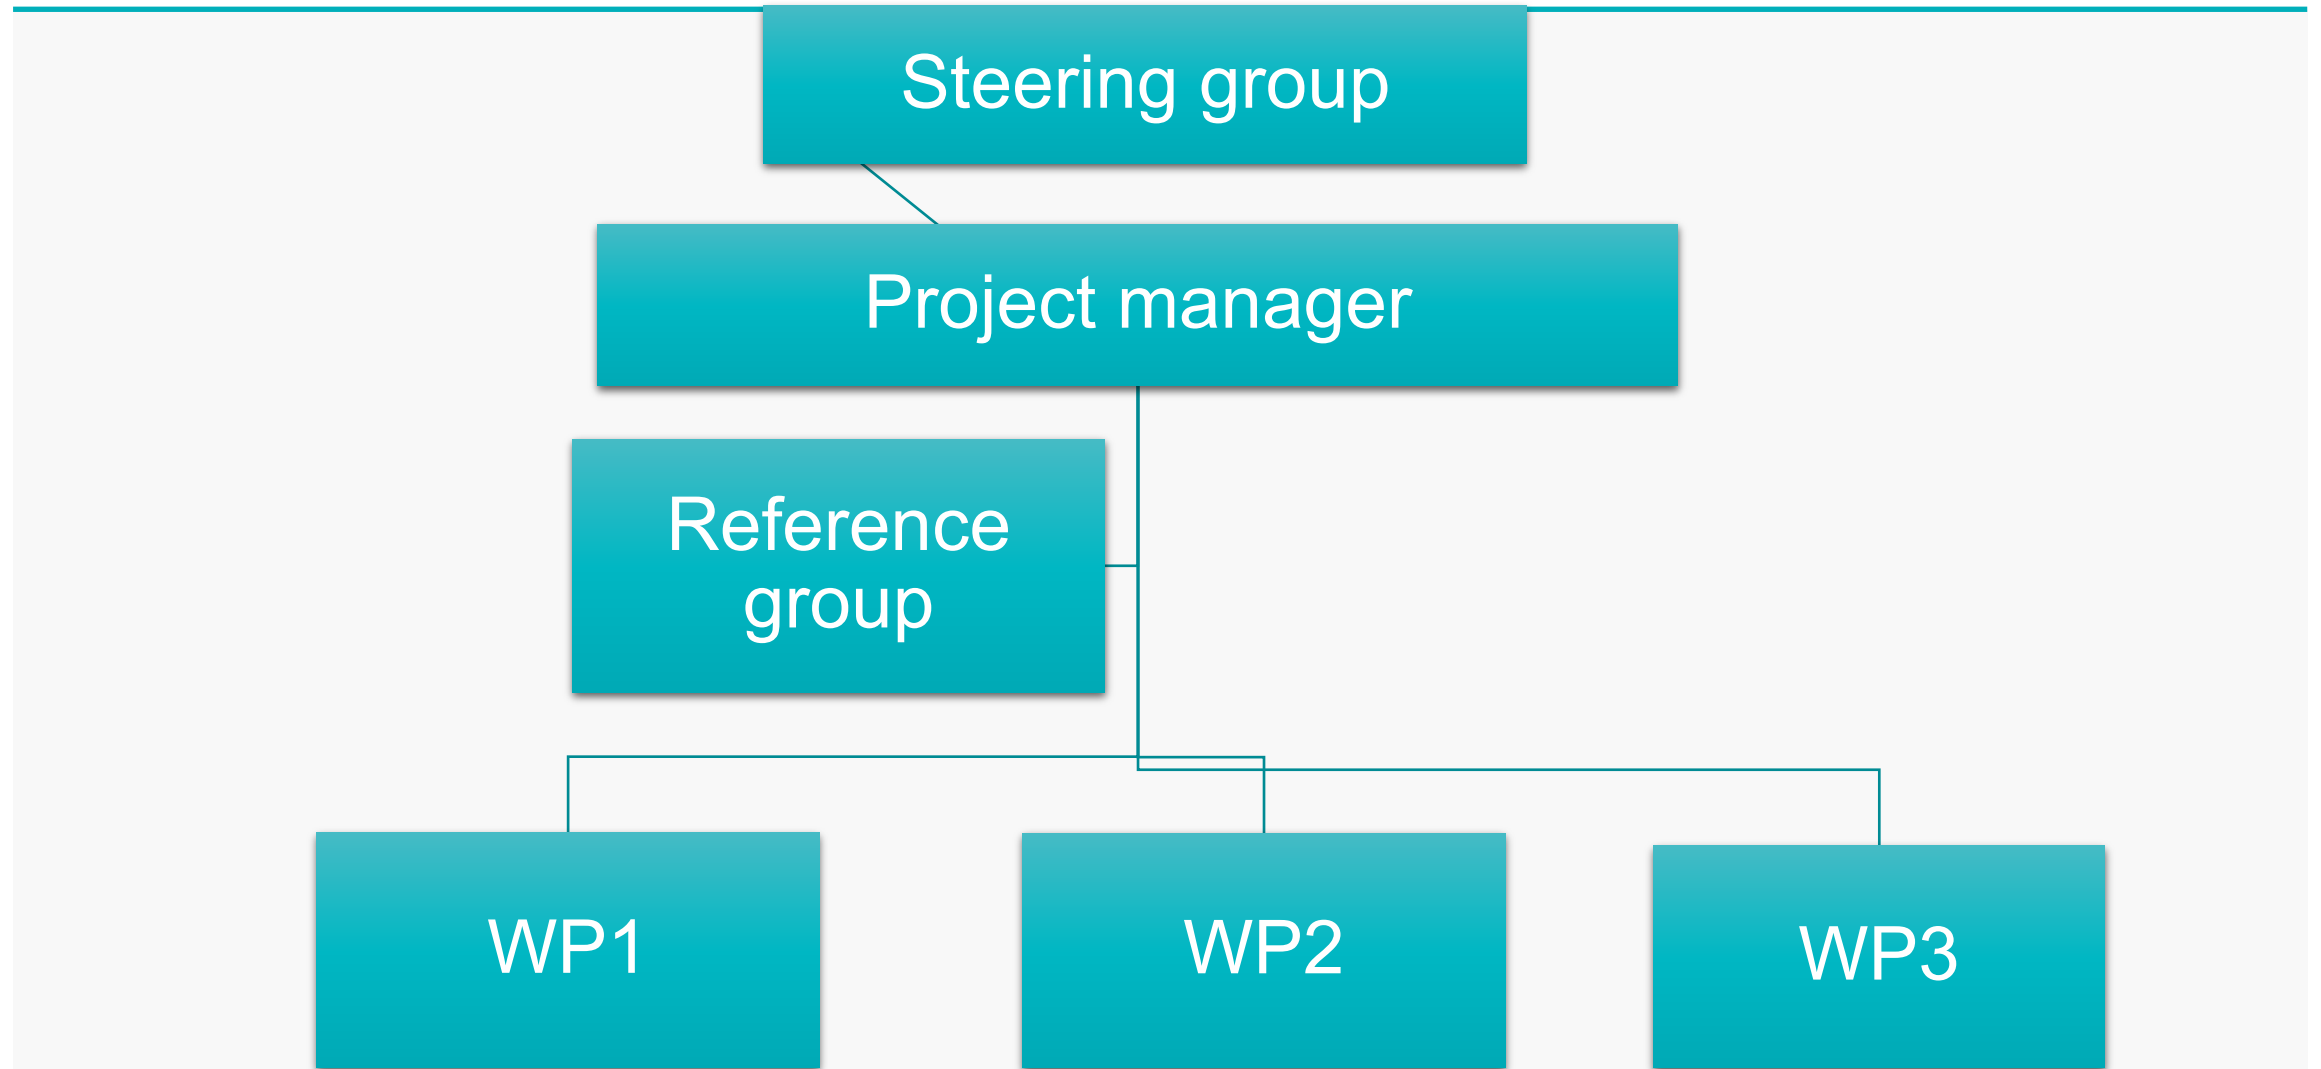 Steering group
Project manager
Reference
group
WP1
WP2
WP3